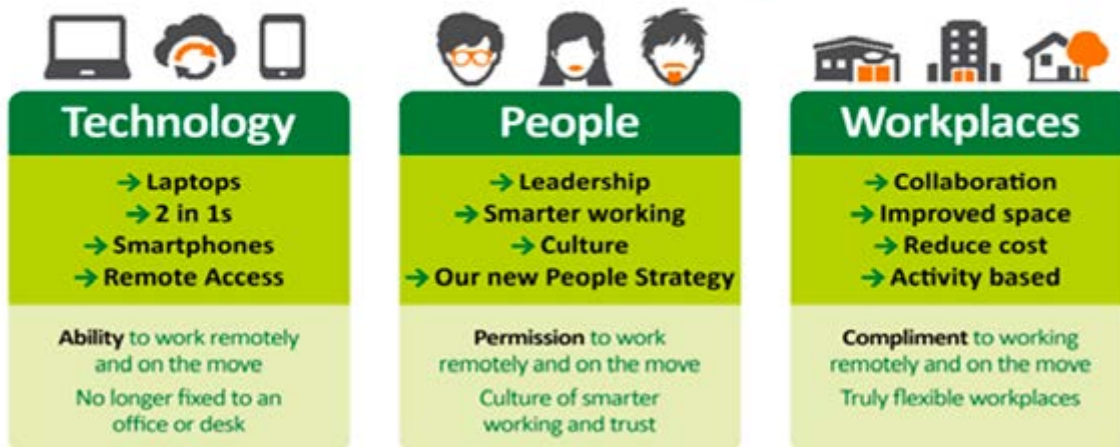 Technology
→ Laptops
→ 2 in 1s
→ Smartphones
→ Remote Access
Ability to work remotely
and on the move
No longer fixed to an
office or desk
People
→ Leadership
→ Smarter working
→ Culture
→ Our new People Strategy
Permission to work
remotely and on the move
Culture of smarter
working and trust
Workplaces
→ Collaboration
→ Improved space
→ Reduce cost
→ Activity based
Compliment to working
remotely and on the move
Truly flexible workplaces